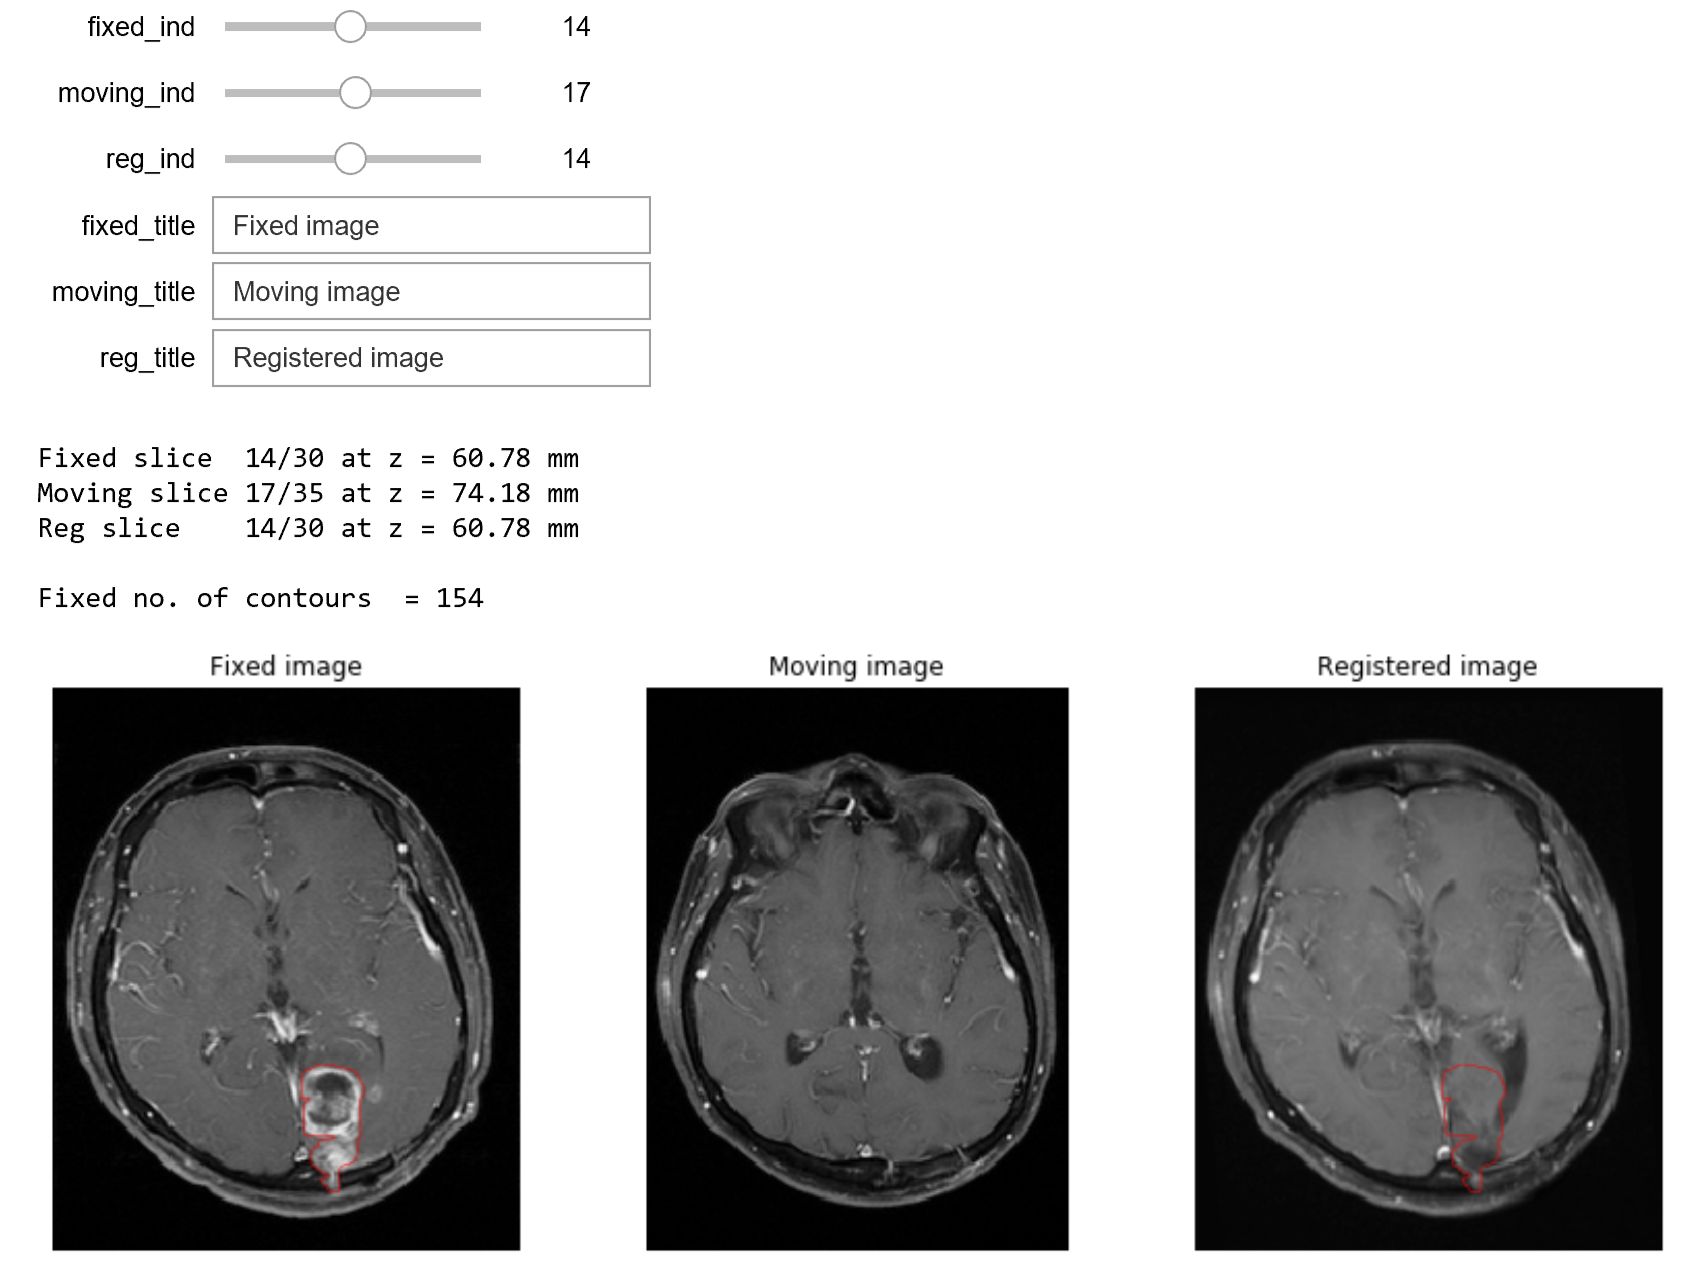 fixed_ind 14
moving_ind 17
reg_ind 14
fixed_title Fixed image
moving_title Moving image
reg_title Registered image
Fixed slice  14/30 at z = 60.78 mm
Moving slice 17/35 at z = 74.18 mm
Reg slice    14/30 at z = 60.78 mm
Fixed no. of contours  = 154
Fixed image
Moving image
Registered image